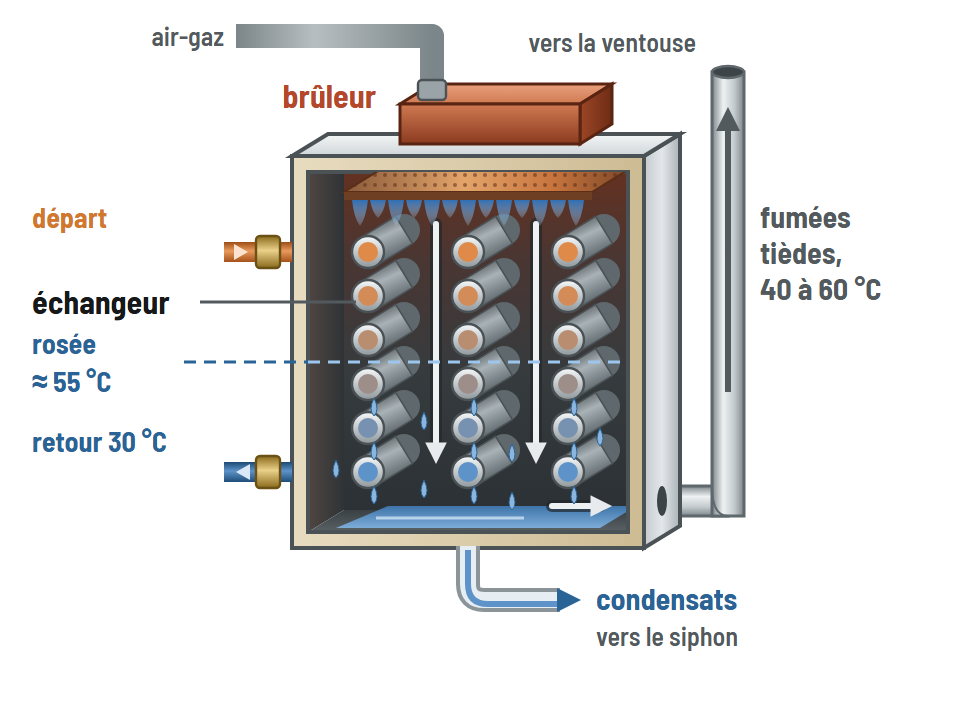 air-gaz
vers la ventouse
brûleur
départ
fumées
tièdes,
40 à 60 °C
échangeur
rosée
≈ 55 °C
retour 30 °C
condensats
vers le siphon